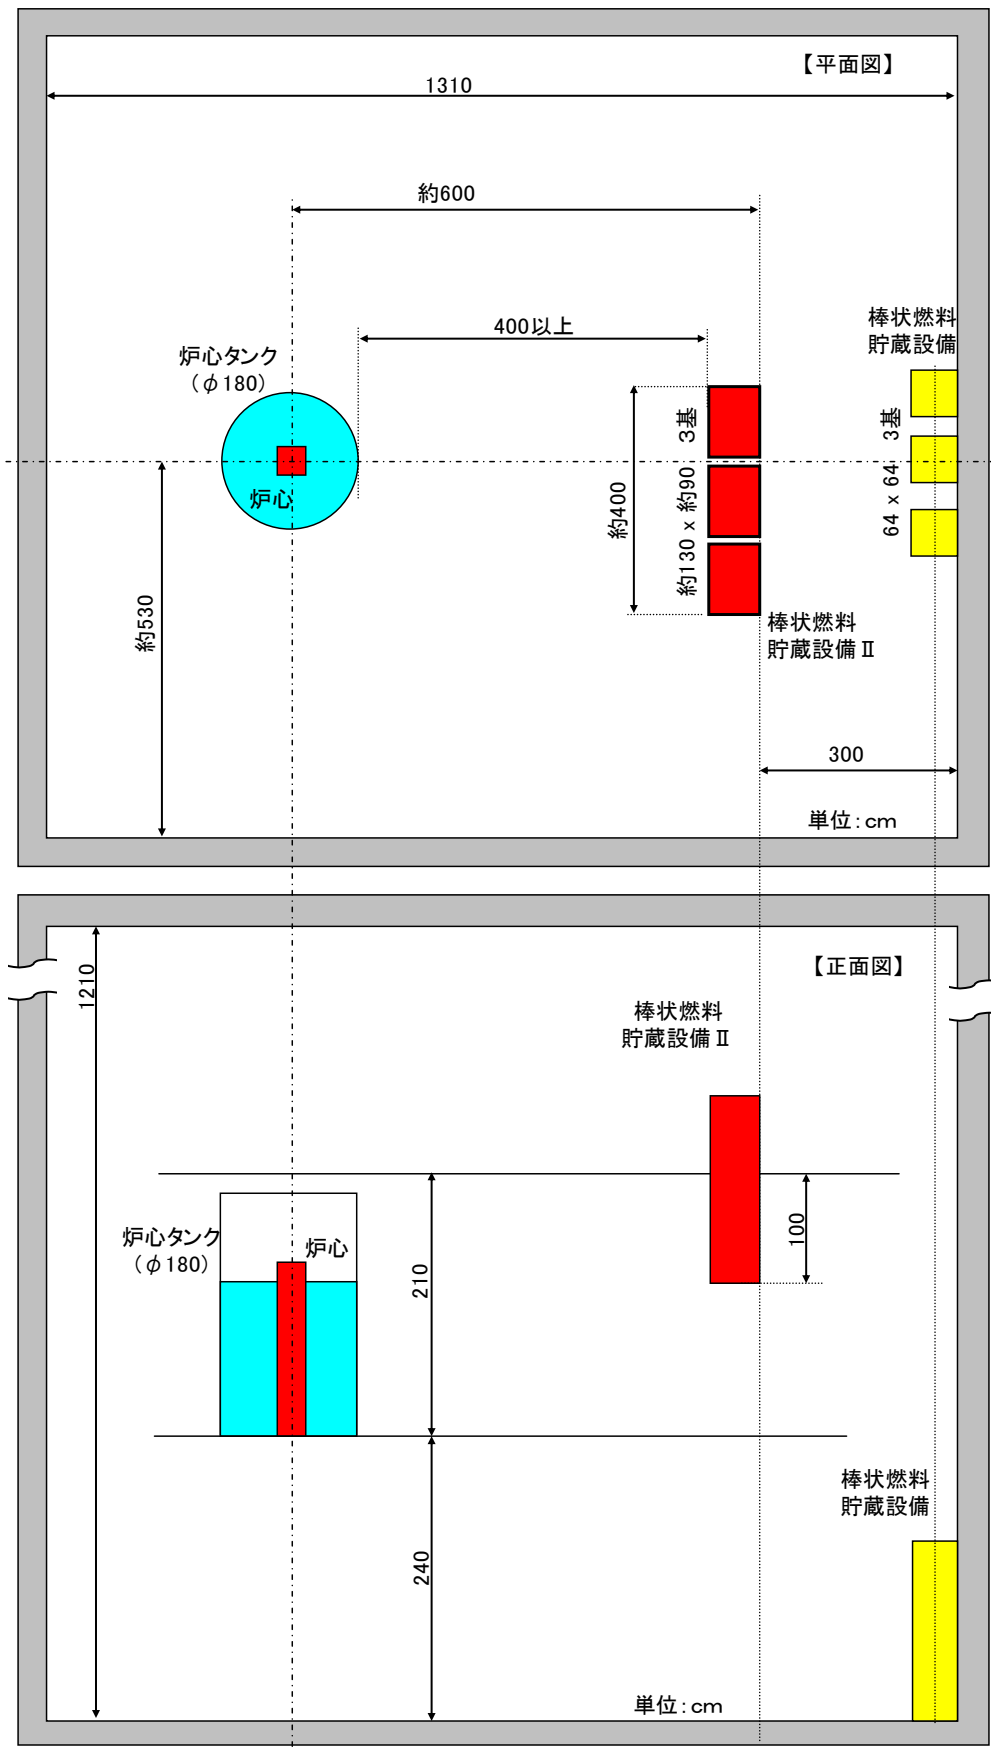 【平面図】
1310
約600
400以上
棒状燃料
貯蔵設備
炉心タンク
(φ180)
炉心
3基
約130 x 約90
約400
64 x 64 3基
約530
棒状燃料
貯蔵設備Ⅱ
300
単位:cm
【正面図】
1210
棒状燃料
貯蔵設備Ⅱ
炉心タンク
(φ180)
炉心
210
100
棒状燃料
貯蔵設備
240
単位:cm